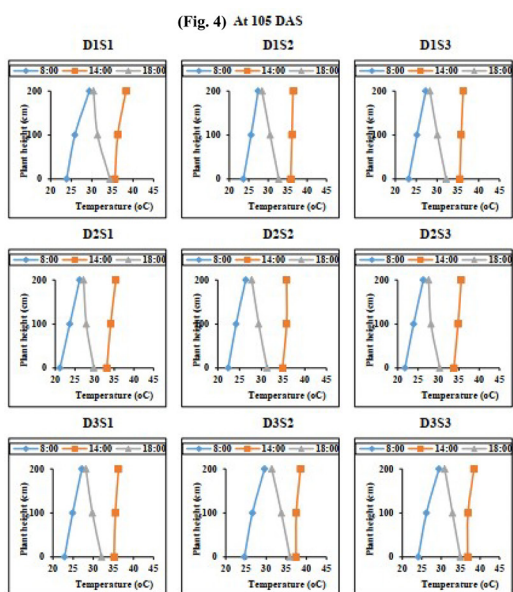 (Fig. 4) At 105 DAS
D1S1 D1S2 D1S3
8:00 14:00 18:00 8:00 14:00 18:00 8:00 14:00 18:00
Plant height (cm) Plant height (cm) Plant height (cm)
200 200 200
100 100 100
0 0 0
20 25 30 35 40 45 20 25 30 35 40 45 20 25 30 35 40 45
Temperature (oC) Temperature (oC) Temperature (oC)
D2S1 D2S2 D2S3
8:00 14:00 18:00 8:00 14:00 18:00 8:00 14:00 18:00
Plant height (cm) Plant height (cm) Plant height (cm)
200 200 200
100 100 100
0 0 0
20 25 30 35 40 45 20 25 30 35 40 45 20 25 30 35 40 45
Temperature (oC) Temperature (oC) Temperature (oC)
D3S1 D3S2 D3S3
8:00 14:00 18:00 8:00 14:00 18:00 8:00 14:00 18:00
Plant height (cm) Plant height (cm) Plant height (cm)
200 200 200
100 100 100
0 0 0
20 25 30 35 40 45 20 25 30 35 40 45 20 25 30 35 40 45
Temperature (oC) Temperature (oC) Temperature (oC)